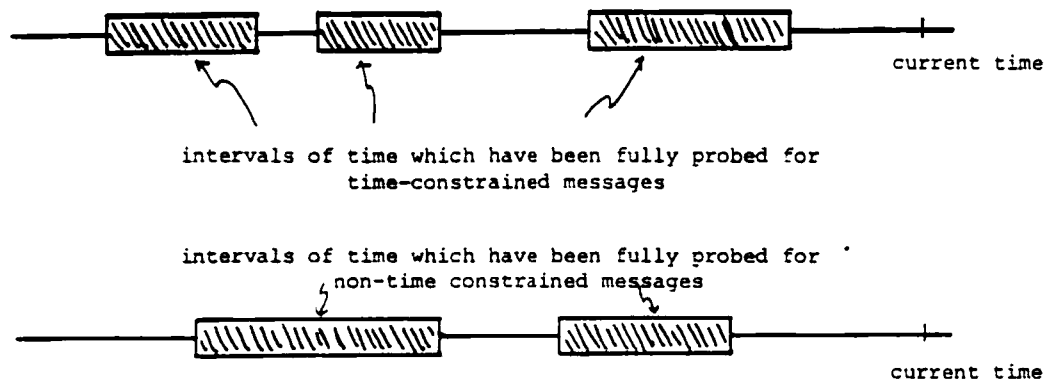 current time
intervals of time which have been fully probed for
time-constrained messages
intervals of time which have been fully probed for
non-time constrained messages
current time